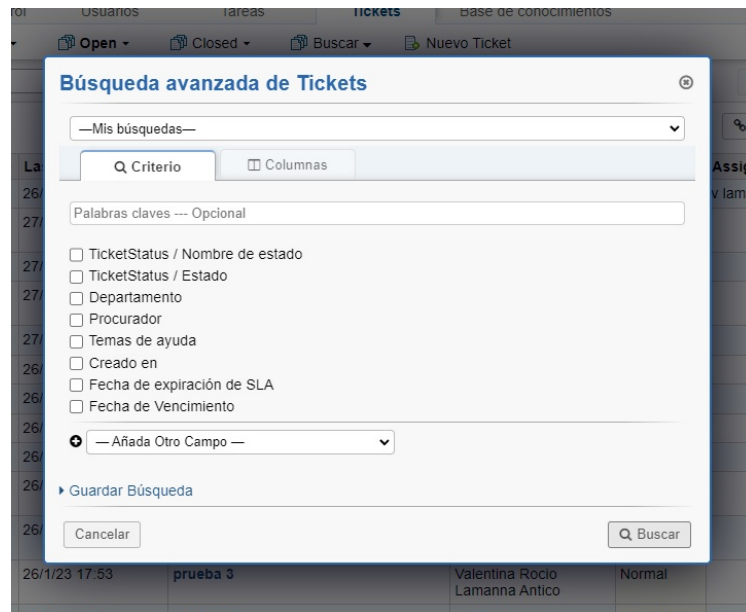 Usuarios Tareas Tickets Base de conocimientos
Open Closed Buscar Nuevo Ticket
Búsqueda avanzada de Tickets
—Mis búsquedas—
Criterio Columnas
Palabras claves --- Opcional
TicketStatus / Nombre de estado
TicketStatus / Estado
Departamento
Procurador
Temas de ayuda
Creado en
Fecha de expiración de SLA
Fecha de Vencimiento
— Añada Otro Campo —
Guardar Búsqueda
Cancelar Buscar
26/1/23 17:53 prueba 3 Valentina Rocio Normal
Lamanna Antico